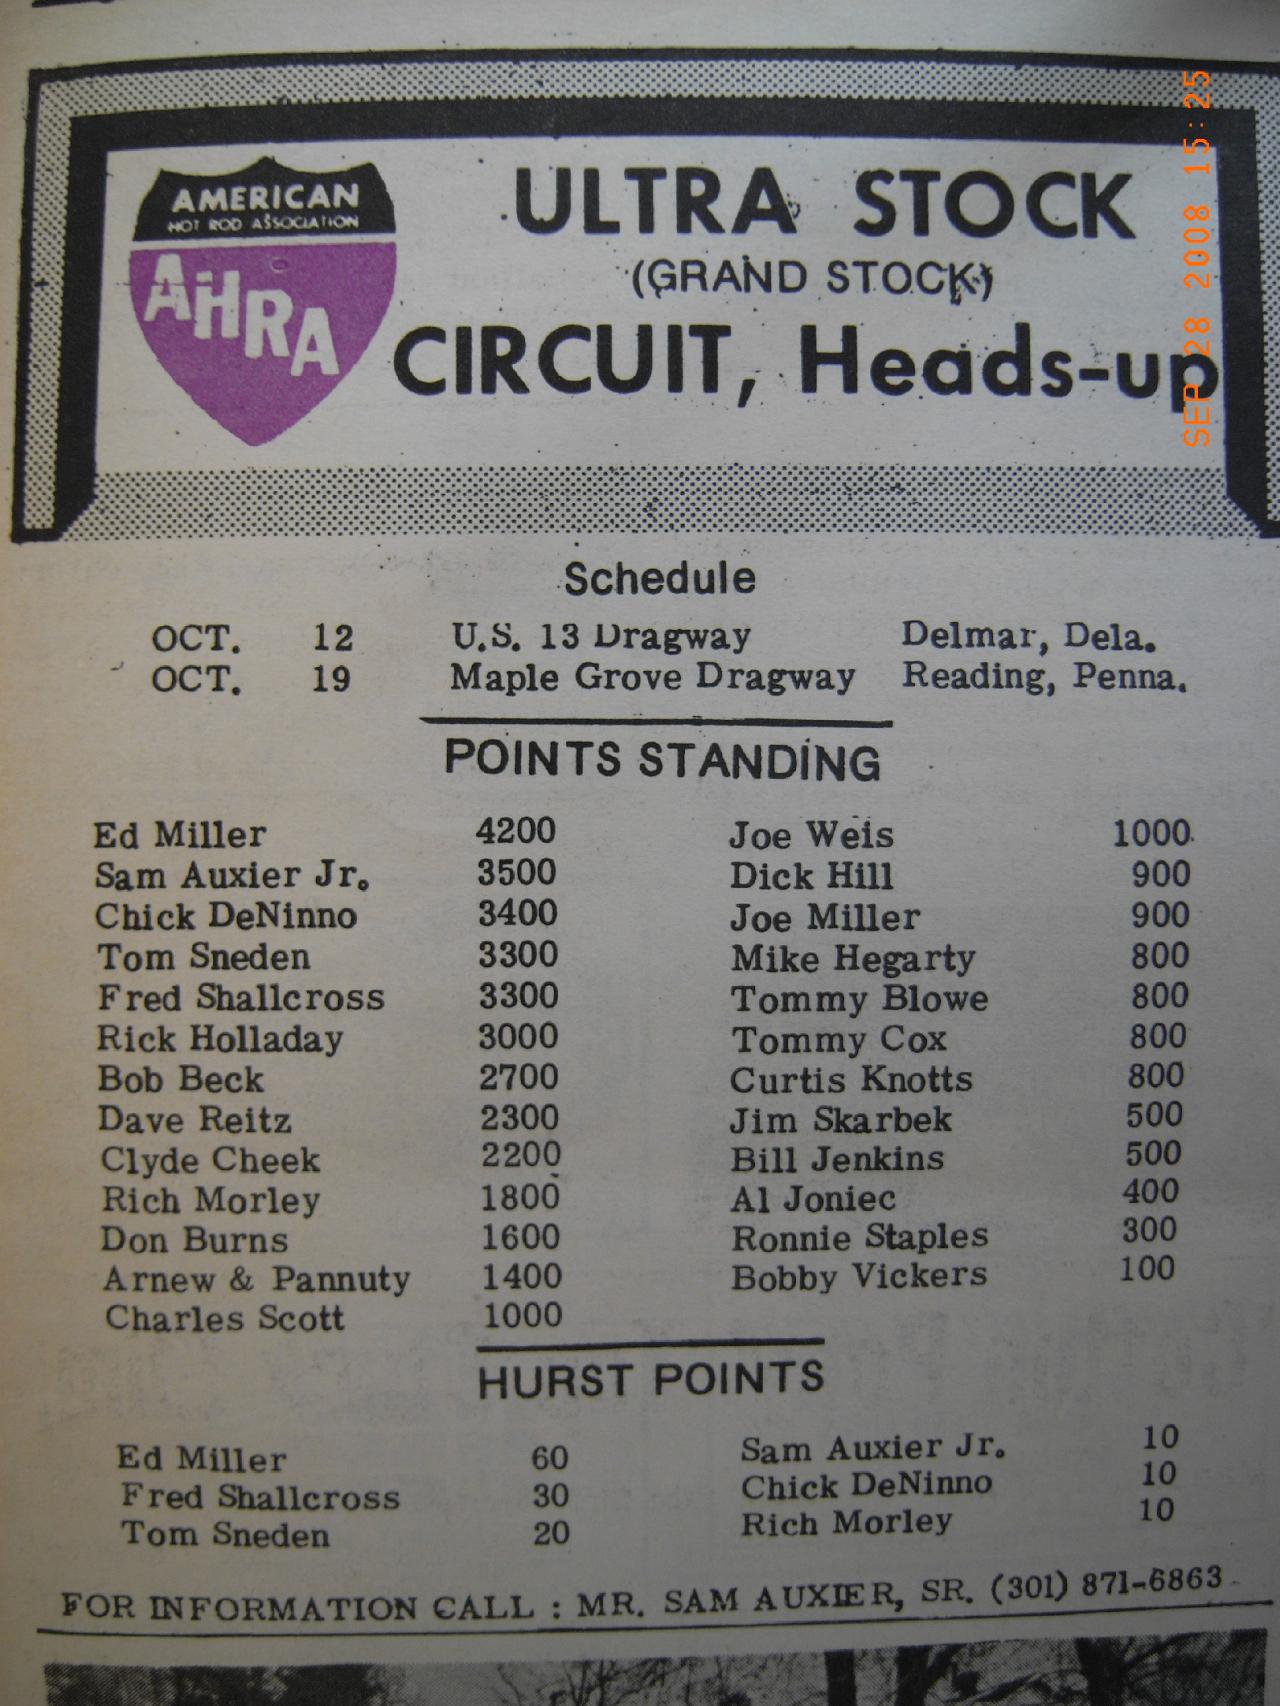 AMERICAN
HOT ROD ASSOCIATION
AHRA
ULTRA STOCK
(GRAND STOCK)
CIRCUIT, Heads-up
SEP 28 2008 15:25
Schedule
OCT. 12 U.S. 13 Dragway Delmar, Dela.
OCT. 19 Maple Grove Dragway Reading, Penna.
POINTS STANDING
Ed Miller 4200
Sam Auxier Jr. 3500
Chick DeNinno 3400
Tom Sneden 3300
Fred Shallcross 3300
Rick Holladay 3000
Bob Beck 2700
Dave Reitz 2300
Clyde Cheek 2200
Rich Morley 1800
Don Burns 1600
Arnew & Pannuty 1400
Charles Scott 1000
Joe Weis 1000
Dick Hill 900
Joe Miller 900
Mike Hegarty 800
Tommy Blowe 800
Tommy Cox 800
Curtis Knotts 800
Jim Skarbek 500
Bill Jenkins 500
Al Joniec 400
Ronnie Staples 300
Bobby Vickers 100
HURST POINTS
Ed Miller 60
Fred Shallcross 30
Tom Sneden 20
Sam Auxier Jr. 10
Chick DeNinno 10
Rich Morley 10
FOR INFORMATION CALL : MR. SAM AUXIER, SR. (301) 871-6863